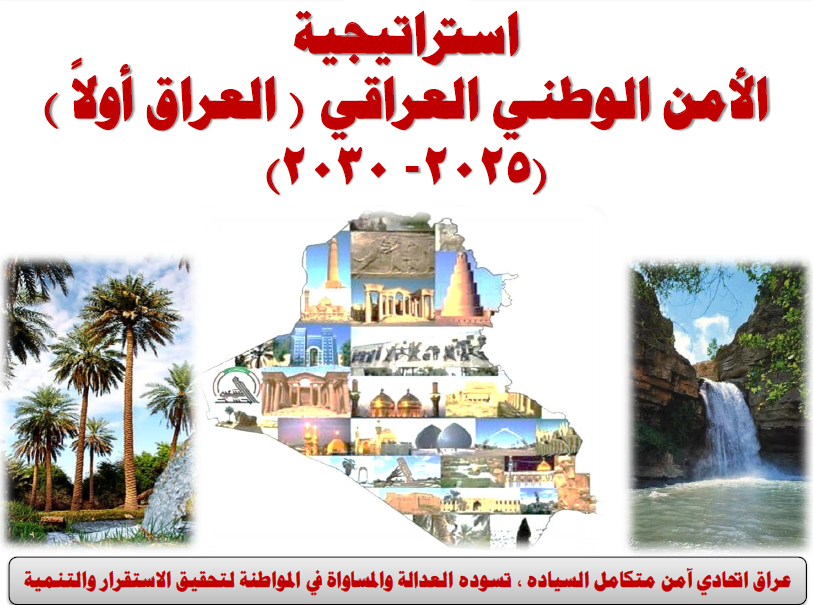 استراتيجية
الأمن الوطني العراقي ( العراق أولاً )
(٢٠٢٥- ٢٠٣٠)
عراق اتحادي آمن متكامل السياده ، تسوده العدالة والمساواة في المواطنة لتحقيق الاستقرار والتنمية